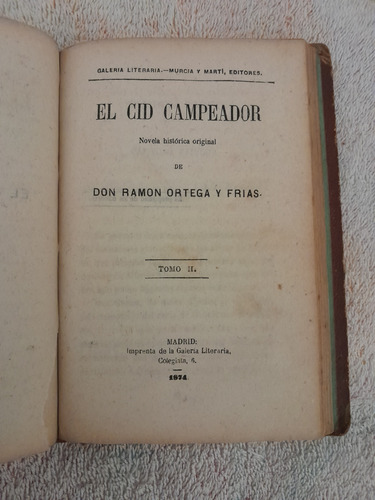 GALERIA LITERARIA.—MURCIA Y MARTÍ, EDITORES.
EL CID CAMPEADOR
Novela histórica original
DE
DON RAMON ORTEGA Y FRIAS.
TOMO II.
MADRID:
Imprenta de la Galería Literaria,
Colegiata, 6.
1874.